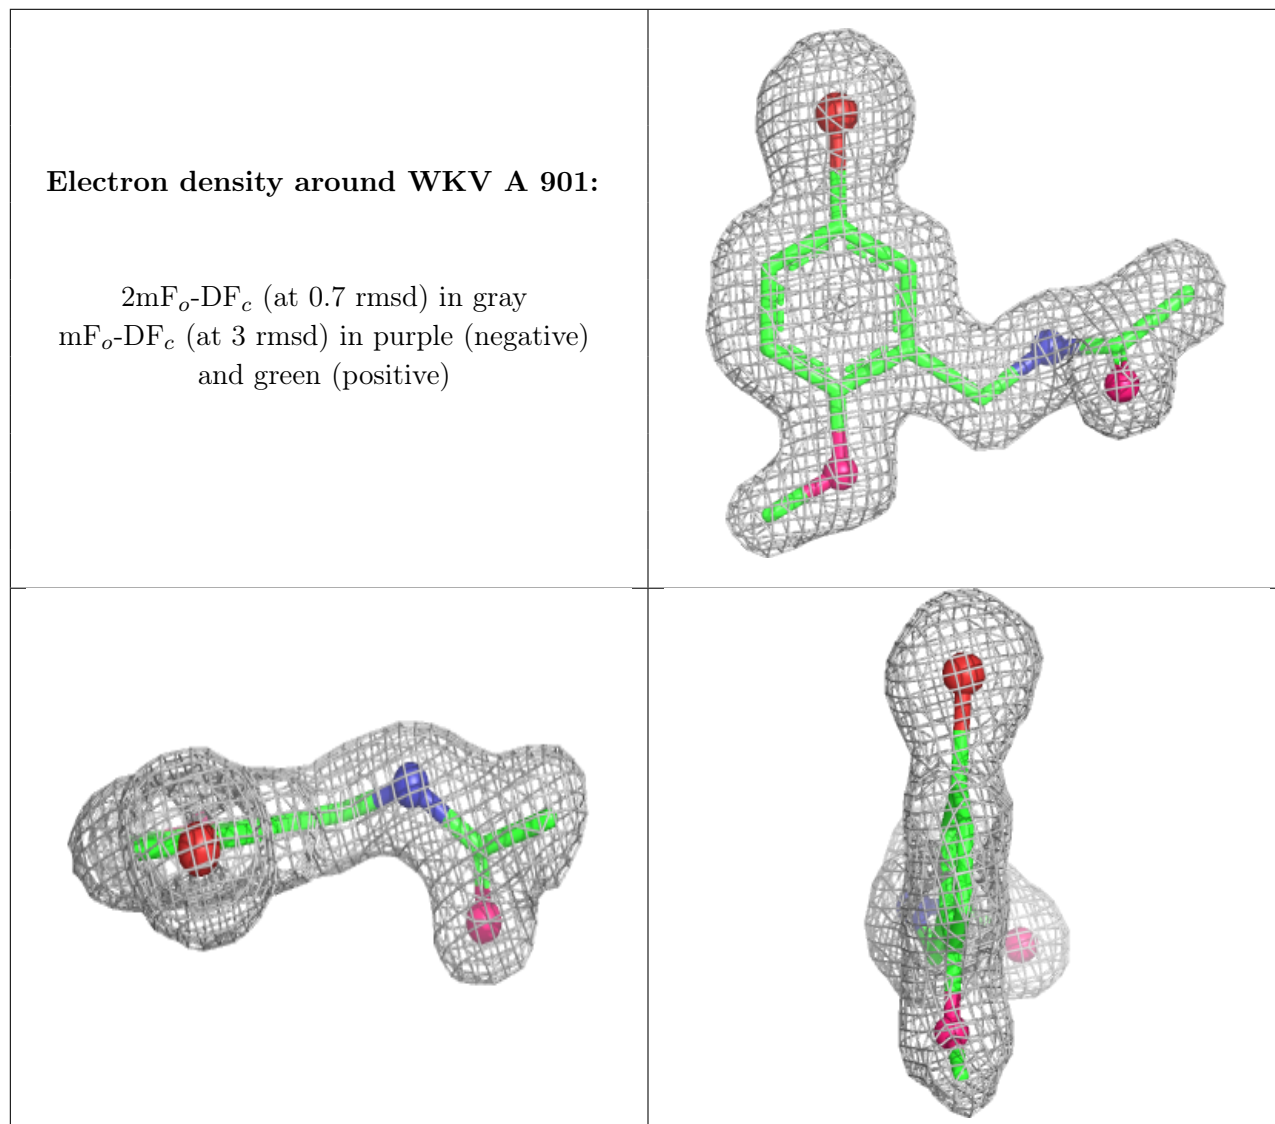 Electron density around WKV A 901:
2mFo-DFc (at 0.7 rmsd) in gray
mFo-DFc (at 3 rmsd) in purple (negative)
and green (positive)